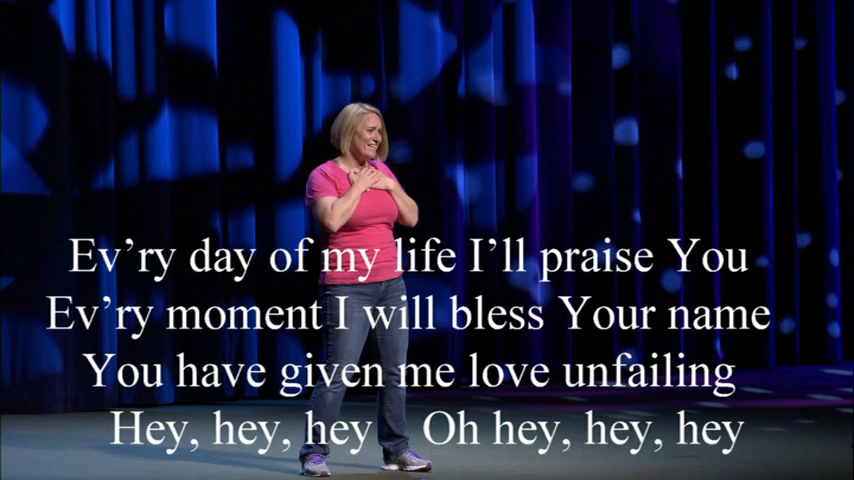 Ev’ry day of my life I’ll praise You
Ev’ry moment I will bless Your name
You have given me love unfailing
Hey, hey, hey Oh hey, hey, hey